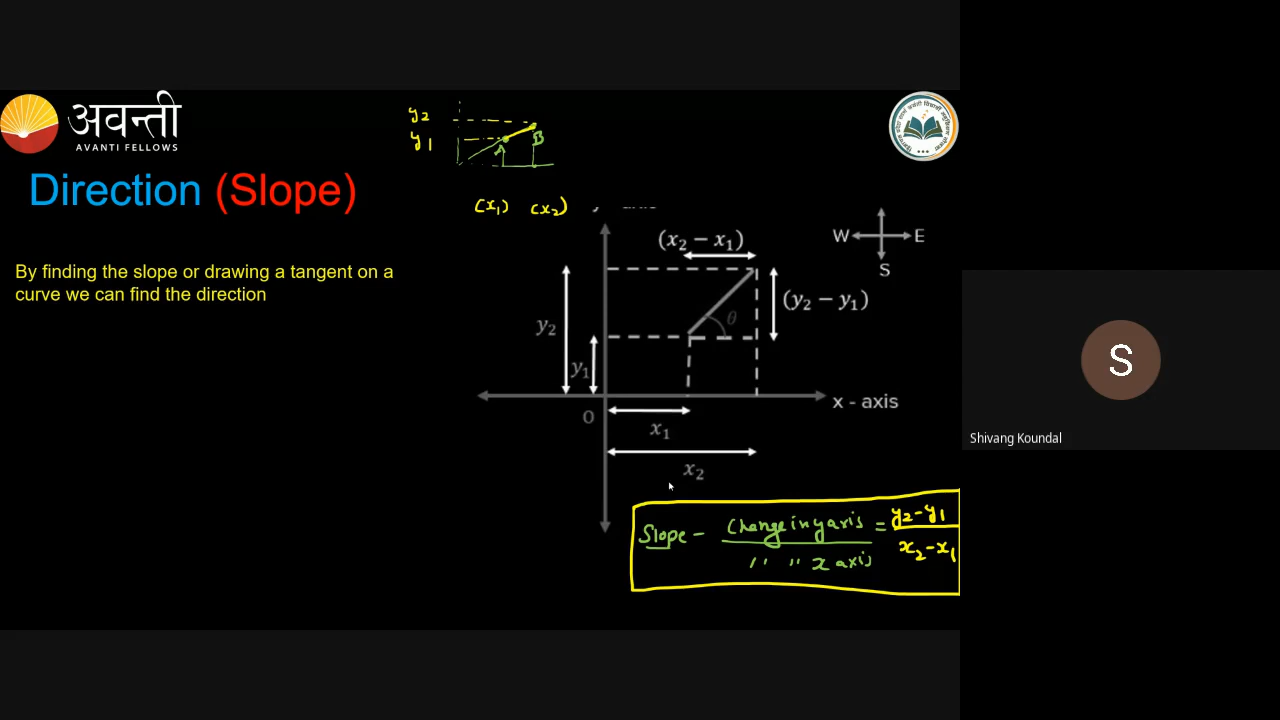 अवन्ती
AVANTI FELLOWS
Direction (Slope)
By finding the slope or drawing a tangent on a
curve we can find the direction
y2
y1
A
B
(x1) (x2)
(x₂ − x₁)
W
E
S
(y₂ − y₁)
θ
y₂
y₁
O
x - axis
x₁
x₂
Slope - Change in y axis = y2-y1
" " x axis x2-x1
S
Shivang Koundal